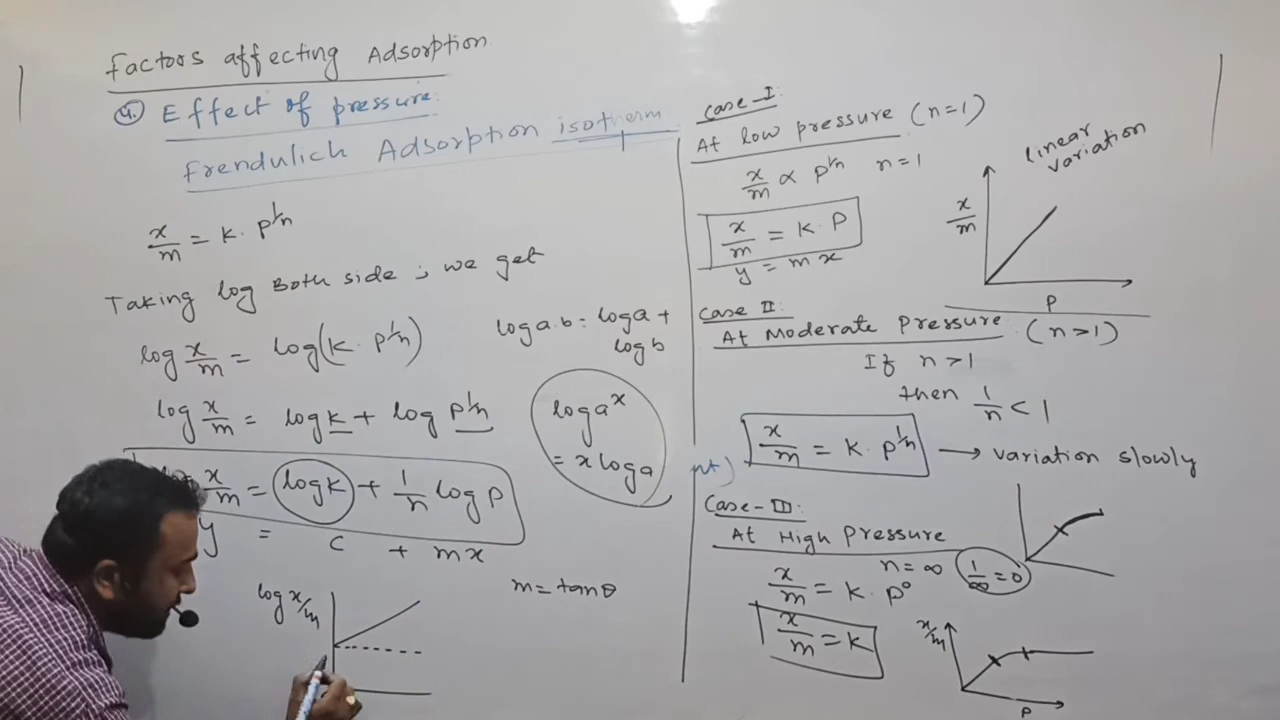 Factors affecting Adsorption
4. Effect of pressure:
Frendulich Adsorption isotherm
x/m = k. p^1/n
Taking log Both side ; we get
log x/m = log(k. p^1/n)
log a.b = log a +
log b
log x/m = log k + log p^1/n
log a^x
= x log a
x/m = log k + 1/n log p
y = c + mx
m = tanθ
log x/m
Case-I:
At low pressure (n=1)
x/m ∝ p^1/n n=1
x/m = k. p
y = mx
linear
variation
x/m
P
Case II:
At Moderate Pressure (n>1)
If n>1
then 1/n < 1
x/m = k. p^1/n → variation slowly
Case-III:
At High Pressure
n = ∞ 1/∞ = 0
x/m = k. p^0
x/m = k
x/m
P